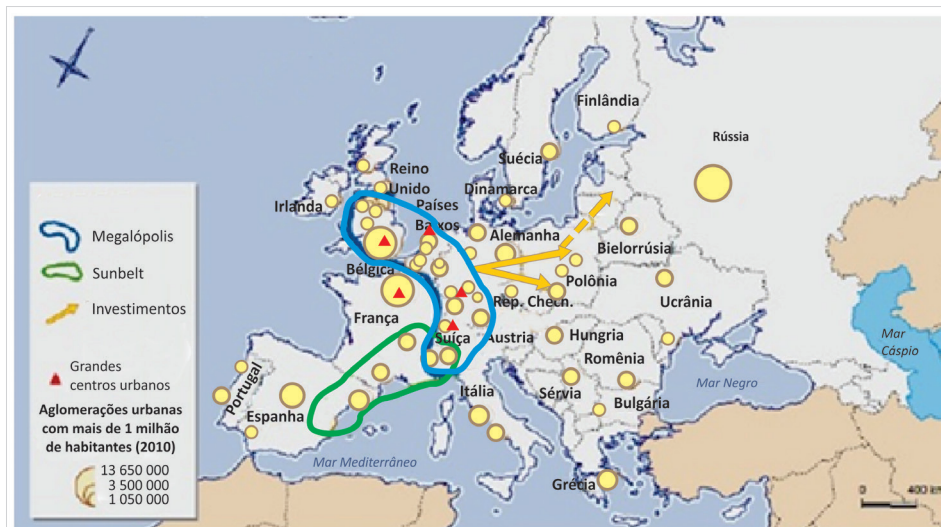 Finlândia
Rússia
Suécia
Reino
Unido
Irlanda
Dinamarca
Países
Baixos
Alemanha
Bielorrúsia
Bélgica
Polônia
Rep. Chech.
Ucrânia
França
Suíça
Austria
Hungria
Romênia
Mar
Cáspio
Portugal
Espanha
Itália
Sérvia
Bulgária
Mar Negro
Mar Mediterrâneo
Grécia
Megalópolis
Sunbelt
Investimentos
Grandes
centros urbanos
Aglomerações urbanas
com mais de 1 milhão
de habitantes (2010)
13 650 000
3 500 000
1 050 000
0 400 km